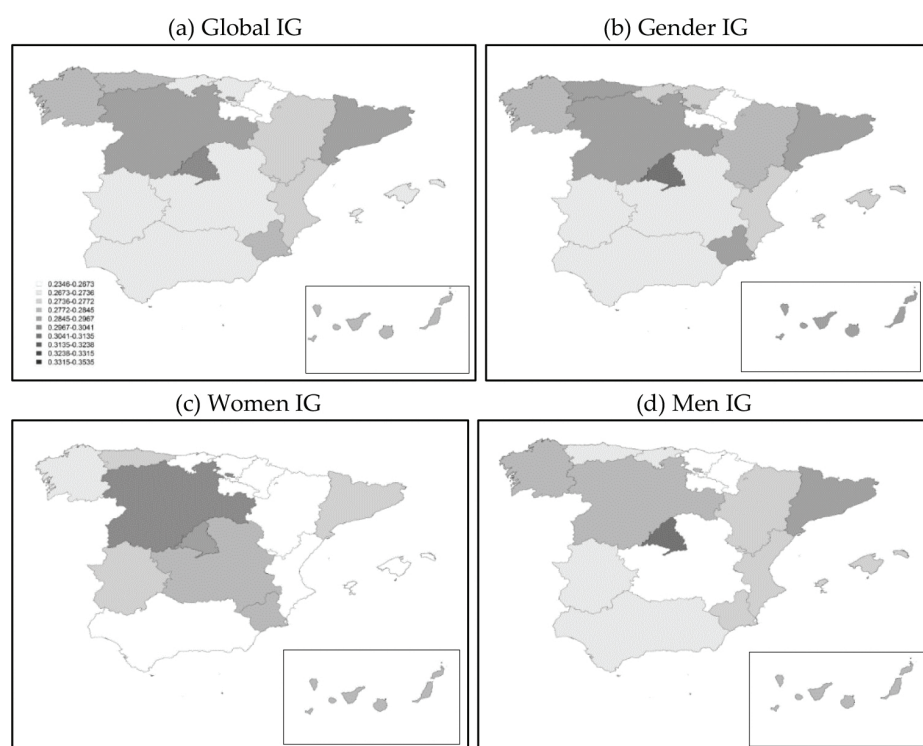 (a) Global IG
(b) Gender IG
0.2346-0.2673
0.2673-0.2736
0.2736-0.2772
0.2772-0.2845
0.2845-0.2967
0.2967-0.3041
0.3041-0.3135
0.3135-0.3238
0.3238-0.3315
0.3315-0.3535
(c) Women IG
(d) Men IG